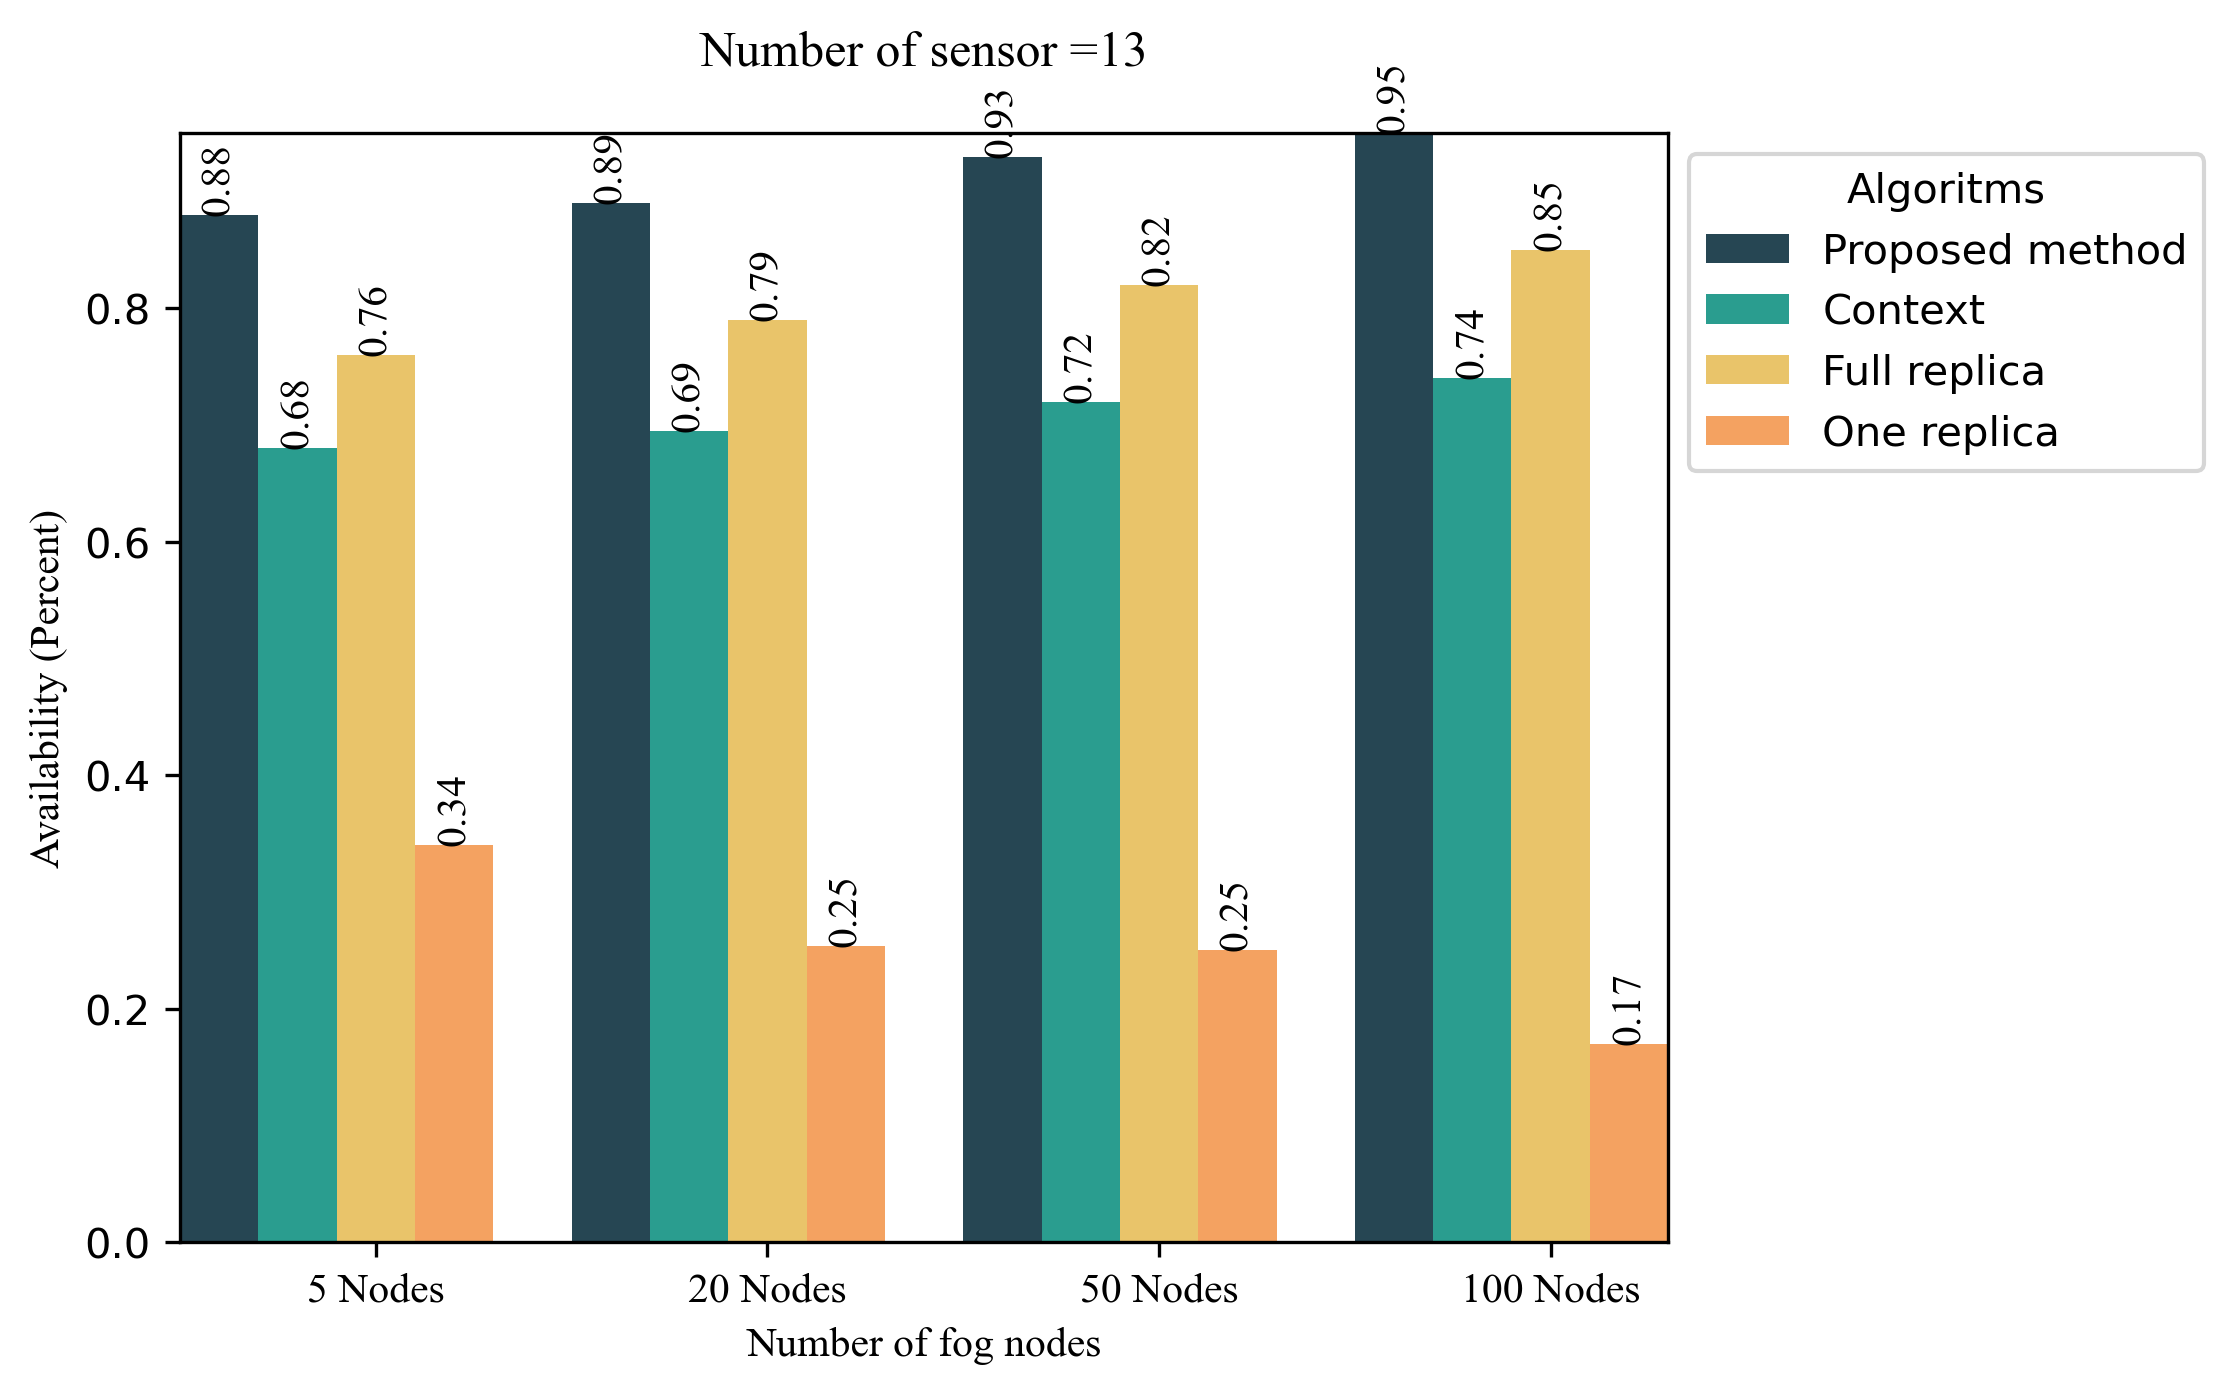 Number of sensor =13
0.88
0.68
0.76
0.34
0.89
0.69
0.79
0.25
0.93
0.72
0.82
0.25
0.95
0.74
0.85
0.17
Algoritms
Proposed method
Context
Full replica
One replica
Availability (Percent)
0.8
0.6
0.4
0.2
0.0
5 Nodes
20 Nodes
50 Nodes
100 Nodes
Number of fog nodes